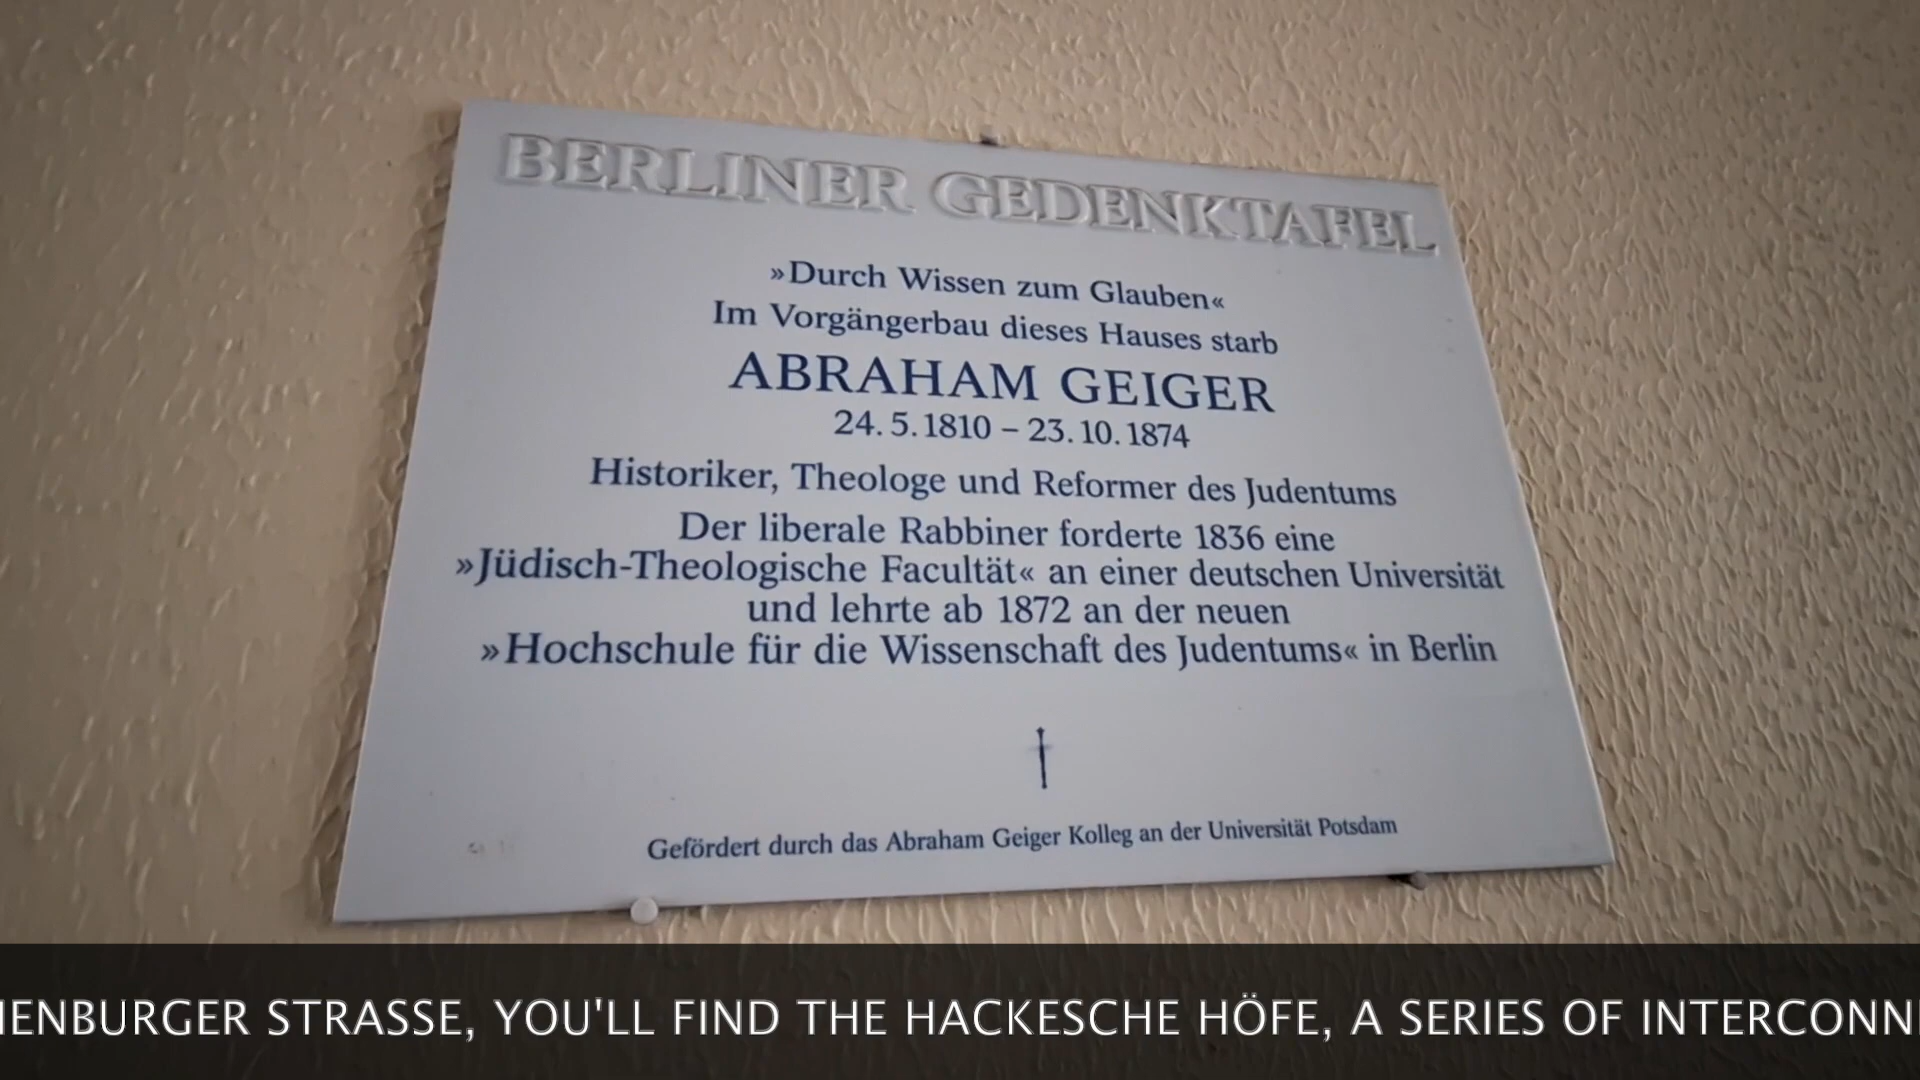 BERLINER GEDENKTAFEL
»Durch Wissen zum Glauben«
Im Vorgängerbau dieses Hauses starb
ABRAHAM GEIGER
24. 5. 1810 – 23. 10. 1874
Historiker, Theologe und Reformer des Judentums
Der liberale Rabbiner forderte 1836 eine
»Jüdisch-Theologische Facultät« an einer deutschen Universität
und lehrte ab 1872 an der neuen
»Hochschule für die Wissenschaft des Judentums« in Berlin
Gefördert durch das Abraham Geiger Kolleg an der Universität Potsdam
IENBURGER STRASSE, YOU'LL FIND THE HACKESCHE HÖFE, A SERIES OF INTERCONN